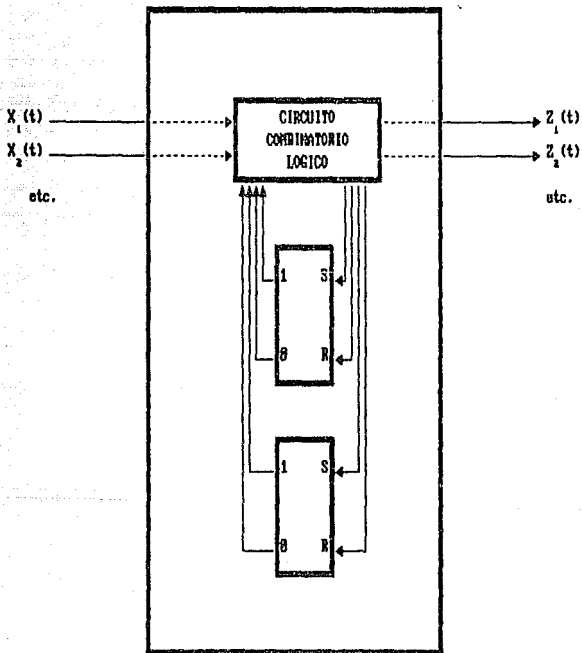 CIRCUITO
COMBINATORIO
LOGICO
X₁(t)
X₂(t)
etc.
Z₁(t)
Z₂(t)
etc.
1 S
0 R
1 S
0 R